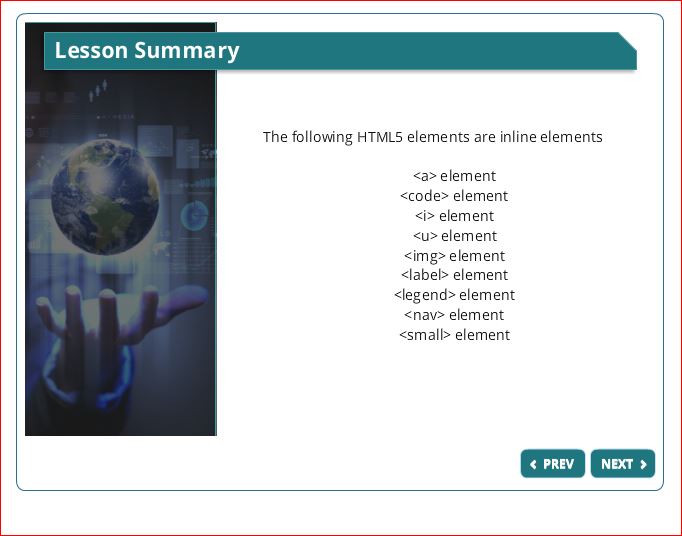 Lesson Summary
The following HTML5 elements are inline elements
<a> element
<code> element
<i> element
<u> element
<img> element
<label> element
<legend> element
<nav> element
<small> element
PREV
NEXT